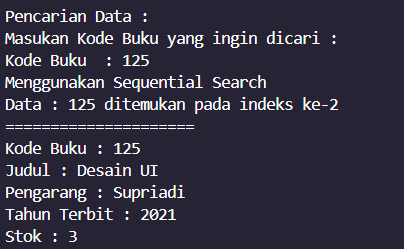 Pencarian Data :
Masukan Kode Buku yang ingin dicari :
Kode Buku  : 125
Menggunakan Sequential Search
Data : 125 ditemukan pada indeks ke-2
=====================
Kode Buku : 125
Judul : Desain UI
Pengarang : Supriadi
Tahun Terbit : 2021
Stok : 3